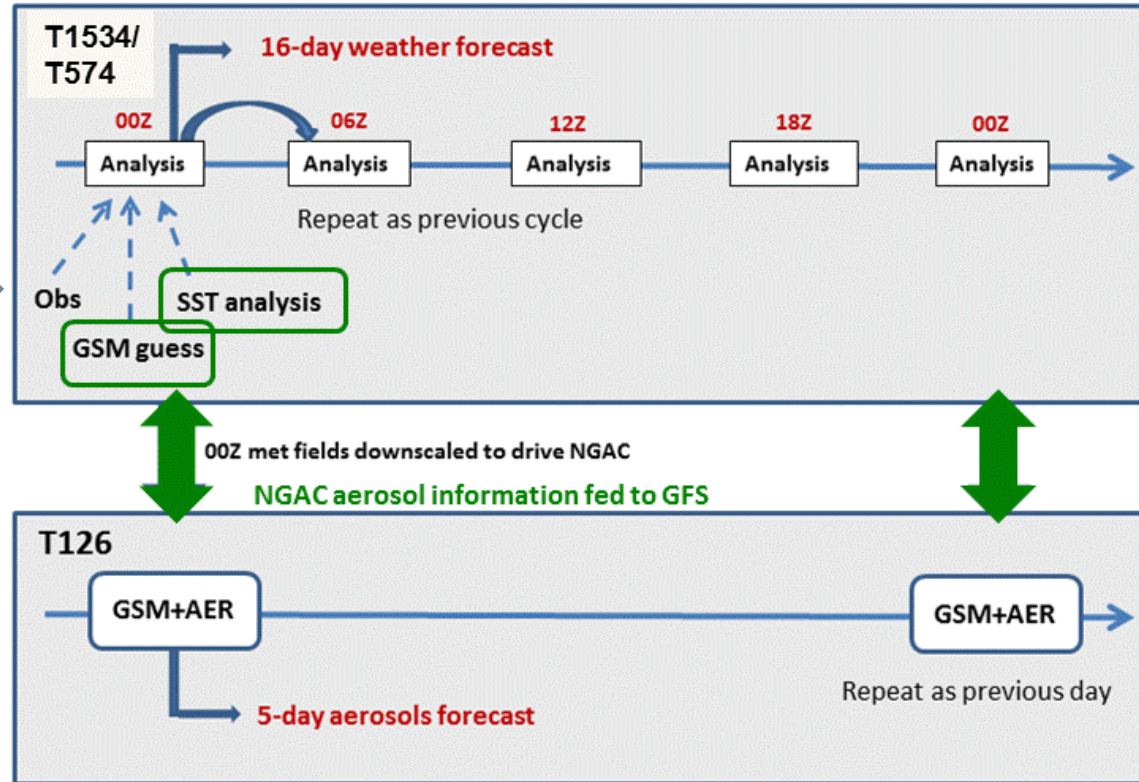 T1534/
T574
16-day weather forecast
00Z
06Z
12Z
18Z
00Z
Analysis
Analysis
Analysis
Analysis
Analysis
Repeat as previous cycle
Obs
SST analysis
GSM guess
00Z met fields downscaled to drive NGAC
NGAC aerosol information fed to GFS
T126
GSM+AER
GSM+AER
Repeat as previous day
5-day aerosols forecast